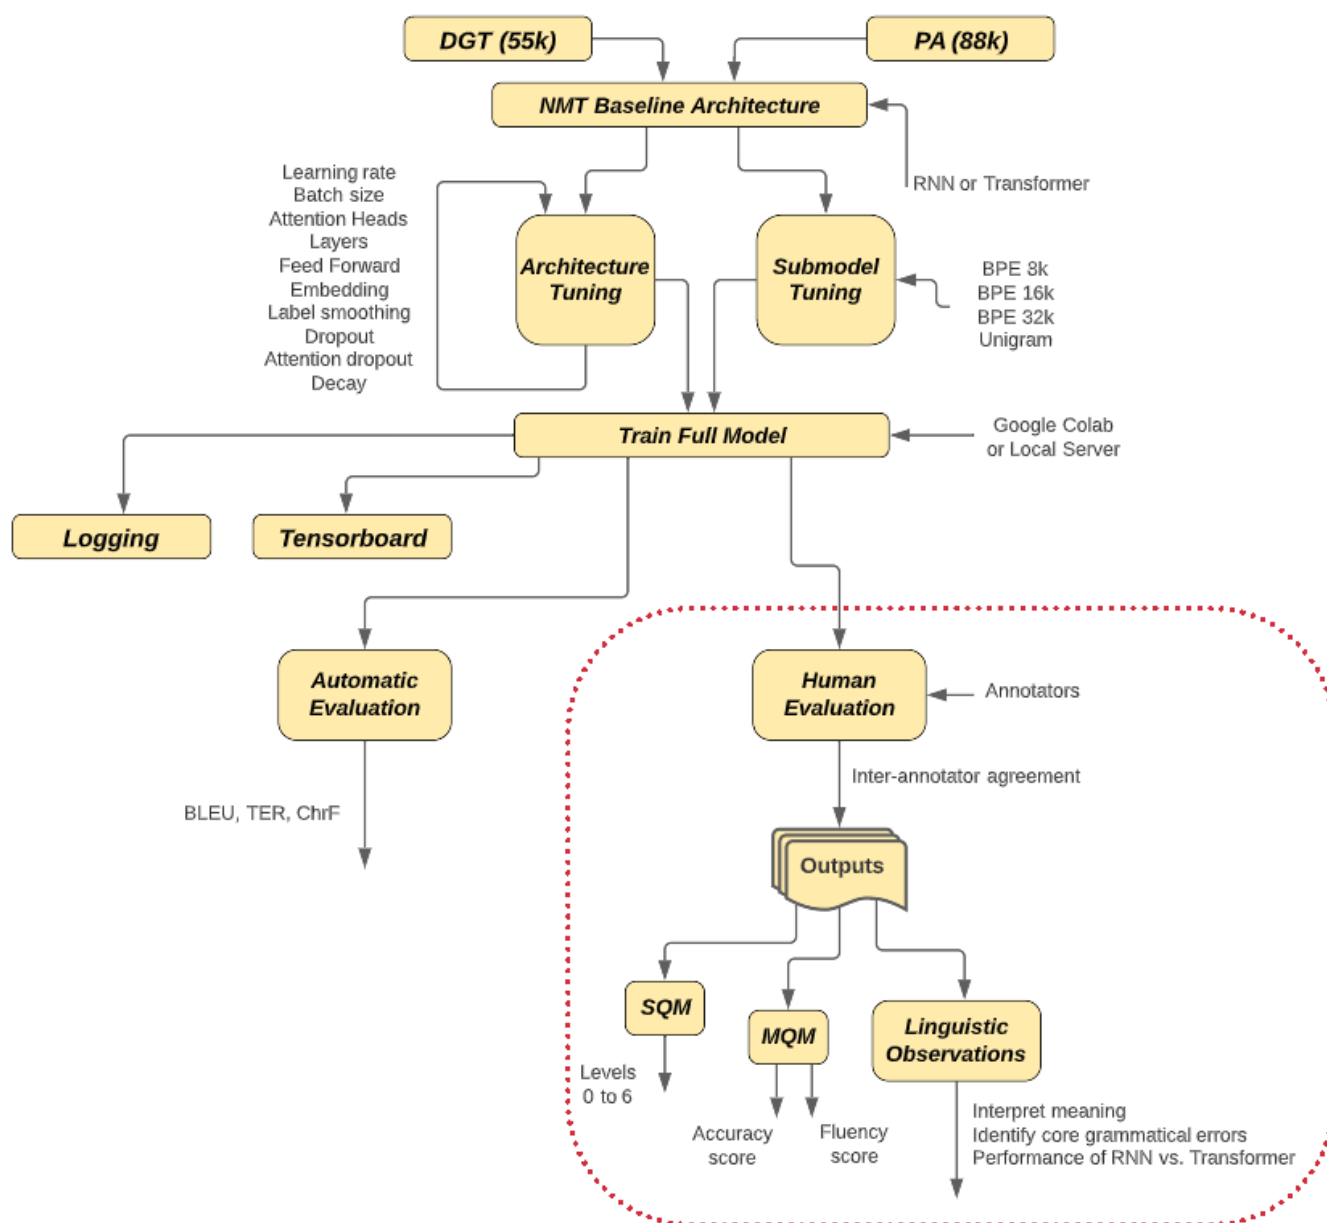 DGT (55k)
PA (88k)
NMT Baseline Architecture
RNN or Transformer
Learning rate
Batch size
Attention Heads
Layers
Feed Forward
Embedding
Label smoothing
Dropout
Attention dropout
Decay
Architecture
Tuning
Submodel
Tuning
BPE 8k
BPE 16k
BPE 32k
Unigram
Train Full Model
Google Colab
or Local Server
Logging
Tensorboard
Automatic
Evaluation
BLEU, TER, ChrF
Human
Evaluation
Annotators
Inter-annotator agreement
Outputs
SQM
Levels
0 to 6
MQM
Accuracy
score
Fluency
score
Linguistic
Observations
Interpret meaning
Identify core grammatical errors
Performance of RNN vs. Transformer